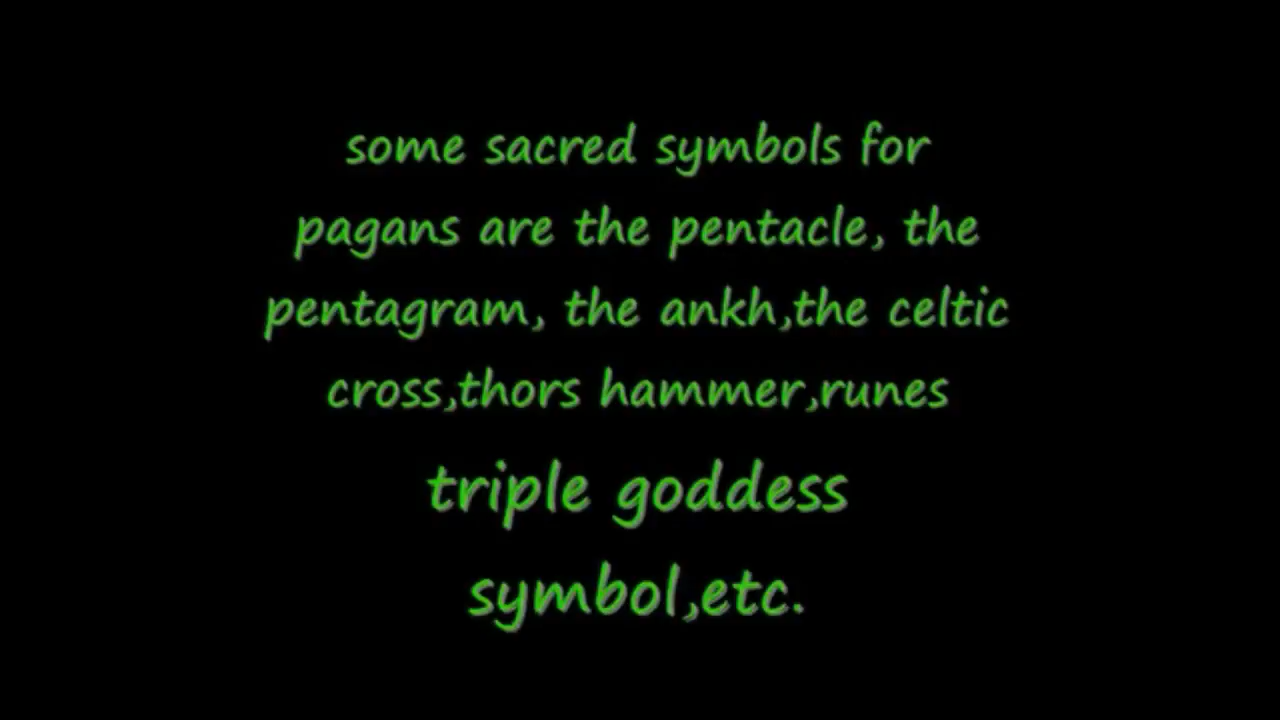 some sacred symbols for
pagans are the pentacle, the
pentagram, the ankh,the celtic
cross,thors hammer,runes
triple goddess
symbol,etc.